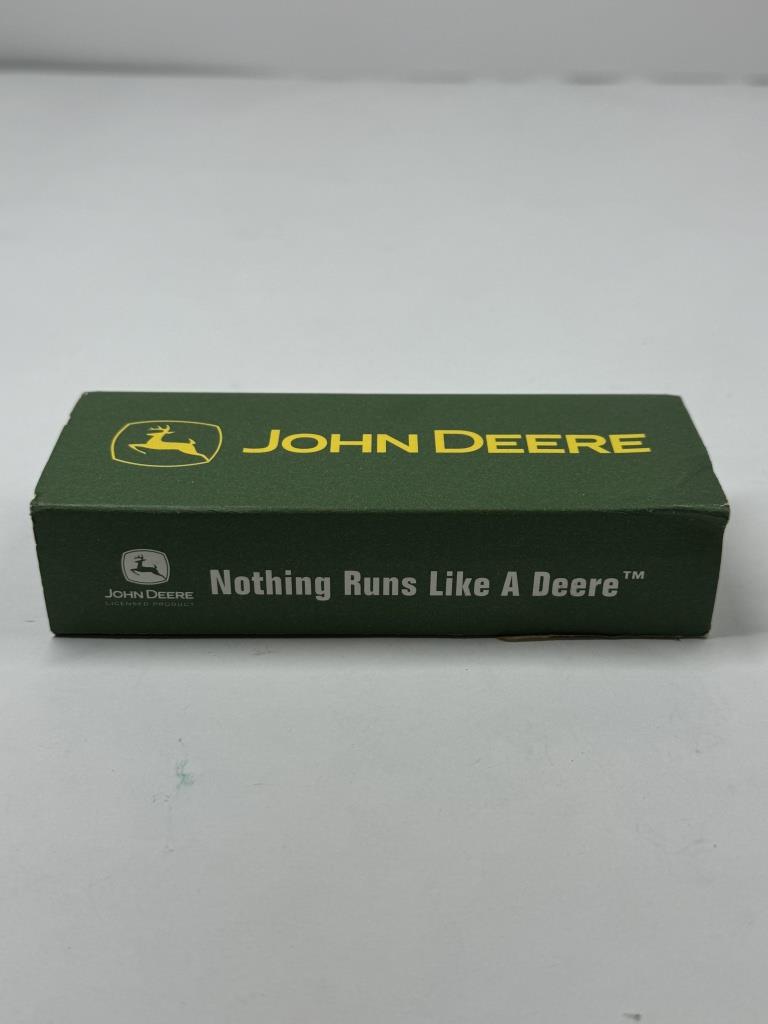 JOHN DEERE
JOHN DEERE
LICENSED PRODUCT
Nothing Runs Like A Deere™